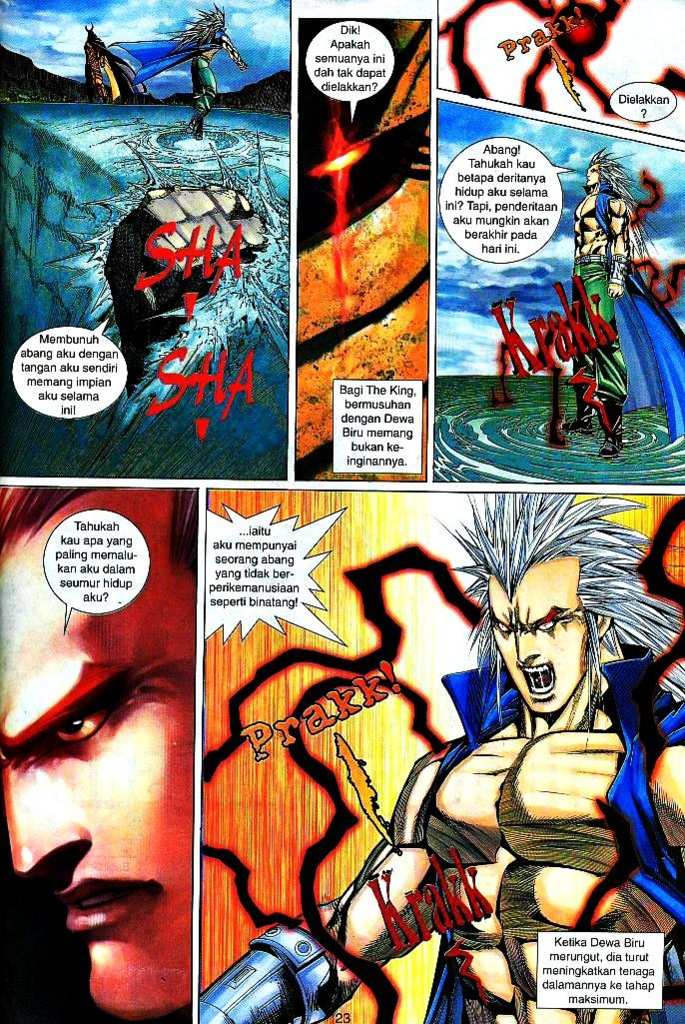 Membunuh
abang aku dengan
tangan aku sendiri
memang impian
aku selama
ini!
SHA
!
SHA
!
Dik!
Apakah
semuanya ini
dah tak dapat
dielakkan?
Bagi The King,
bermusuhan
dengan Dewa
Biru memang
bukan ke-
inginannya.
Prakk!
Dielakkan
?
Abang!
Tahukah kau
betapa deritanya
hidup aku selama
ini? Tapi, penderitaan
aku mungkin akan
berakhir pada
hari ini.
Krakk
Tahukah
kau apa yang
paling memalu-
kan aku dalam
seumur hidup
aku?
...iaitu
aku mempunyai
seorang abang
yang tidak ber-
perikemanusiaan
seperti binatang!
Prakk!
Krakk
Ketika Dewa Biru
merungut, dia turut
meningkatkan tenaga
dalamannya ke tahap
maksimum.
23